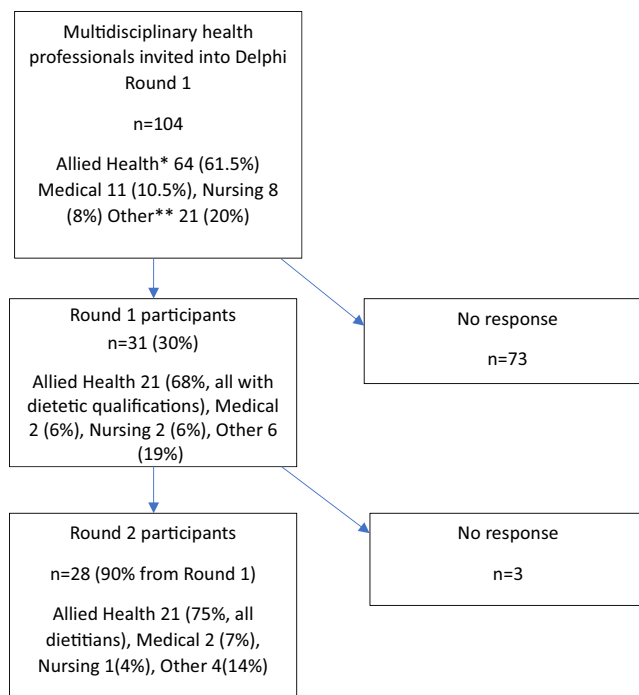 Multidisciplinary health
professionals invited into Delphi
Round 1
n=104
Allied Health* 64 (61.5%)
Medical 11 (10.5%), Nursing 8
(8%) Other** 21 (20%)
Round 1 participants
n=31 (30%)
Allied Health 21 (68%, all with
dietetic qualifications), Medical
2 (6%), Nursing 2 (6%), Other 6
(19%)
No response
n=73
Round 2 participants
n=28 (90% from Round 1)
Allied Health 21 (75%, all
dietitians), Medical 2 (7%),
Nursing 1(4%), Other 4(14%)
No response
n=3